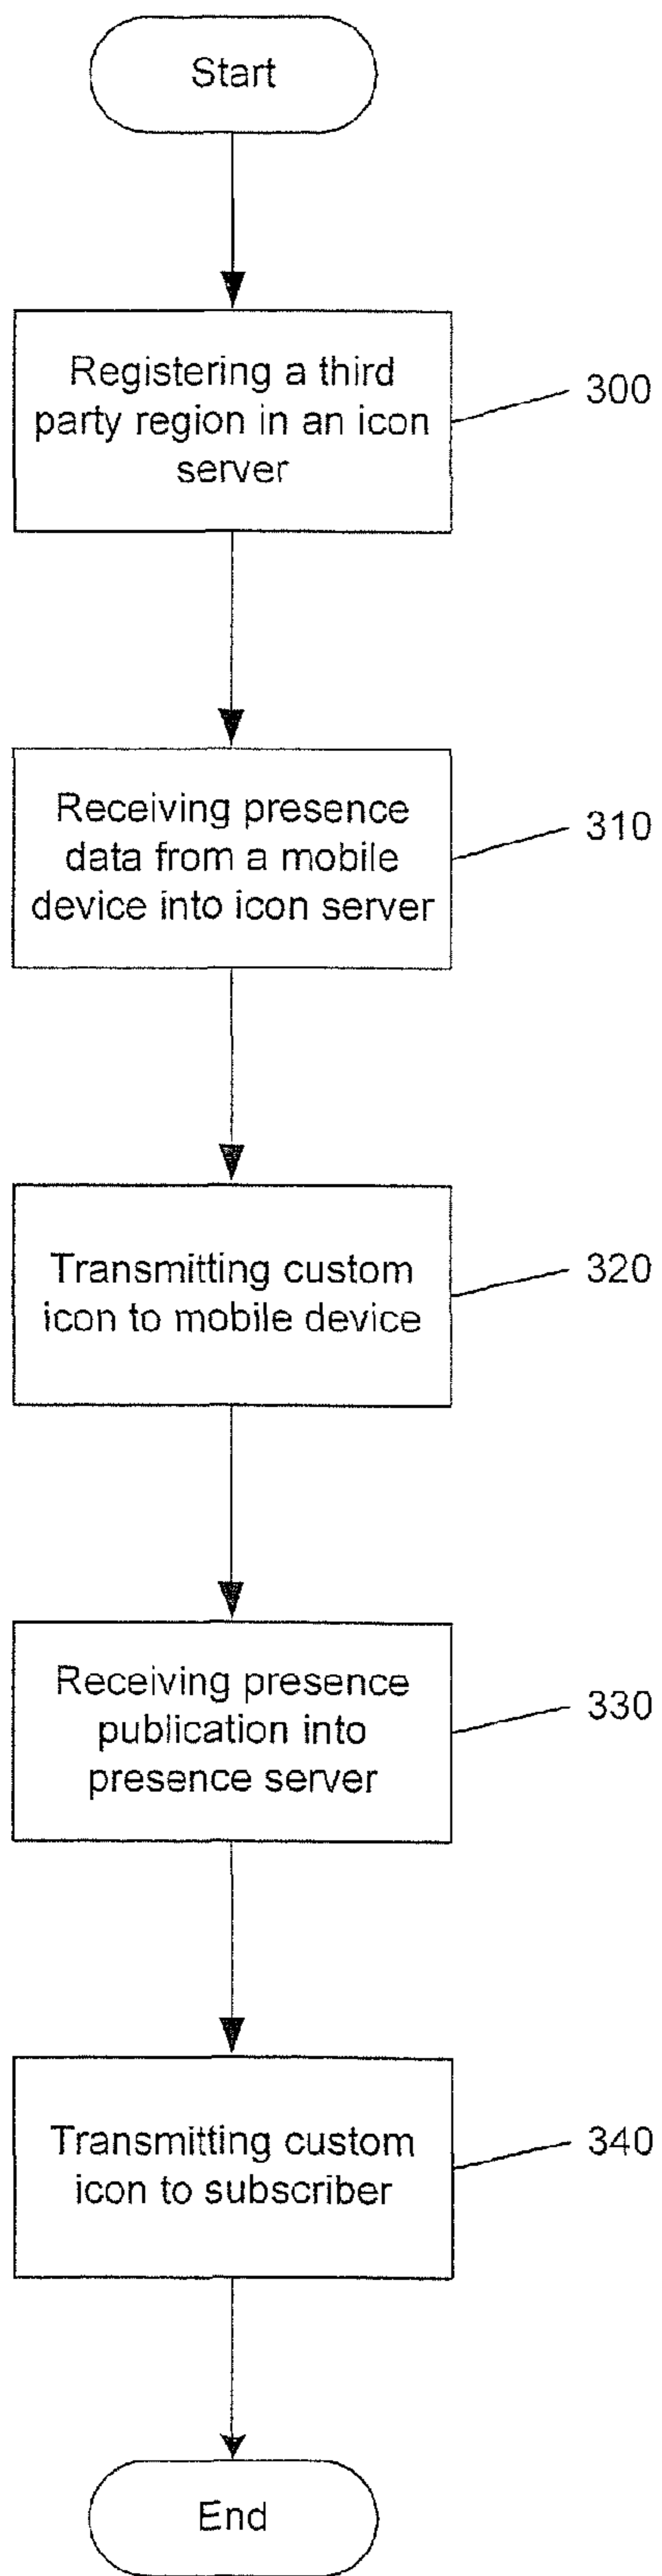 Start
Registering a third
party region in an icon
server
300
Receiving presence
data from a mobile
device into icon server
310
Transmitting custom
icon to mobile device
320
Receiving presence
publication into
presence server
330
Transmitting custom
icon to subscriber
340
End